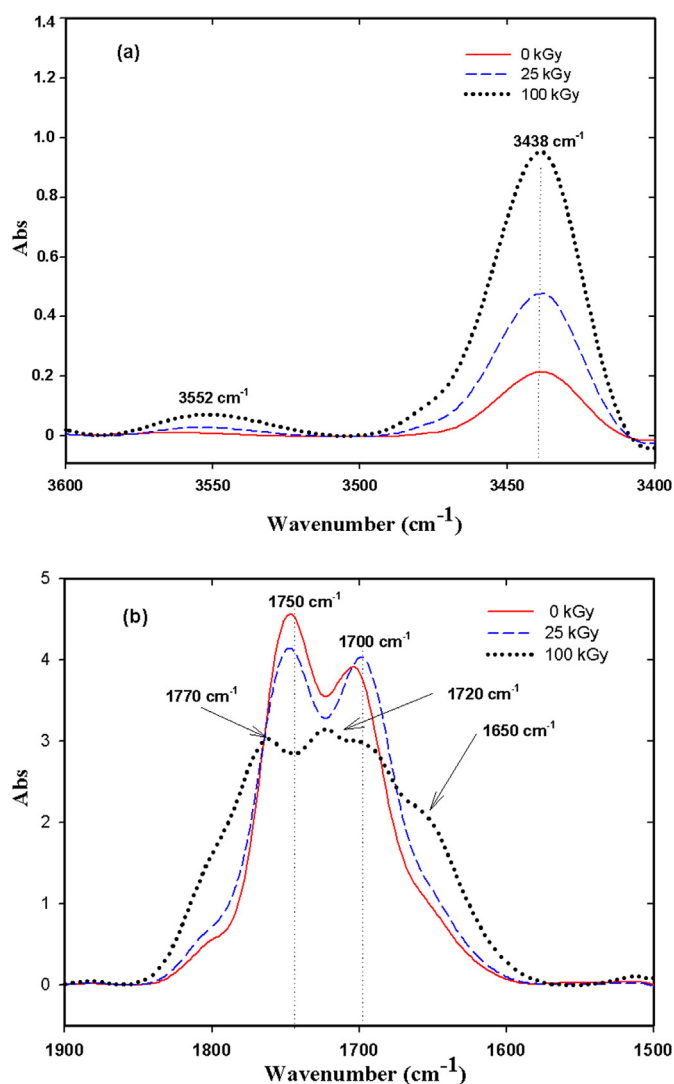 (a)
0 kGy
25 kGy
100 kGy
3438 cm⁻¹
3552 cm⁻¹
1.4
1.2
1.0
0.8
0.6
0.4
0.2
0
Abs
3600 3550 3500 3450 3400
Wavenumber (cm⁻¹)
(b)
0 kGy
25 kGy
100 kGy
1750 cm⁻¹
1700 cm⁻¹
1770 cm⁻¹
1720 cm⁻¹
1650 cm⁻¹
5
4
3
2
1
0
Abs
1900 1800 1700 1600 1500
Wavenumber (cm⁻¹)